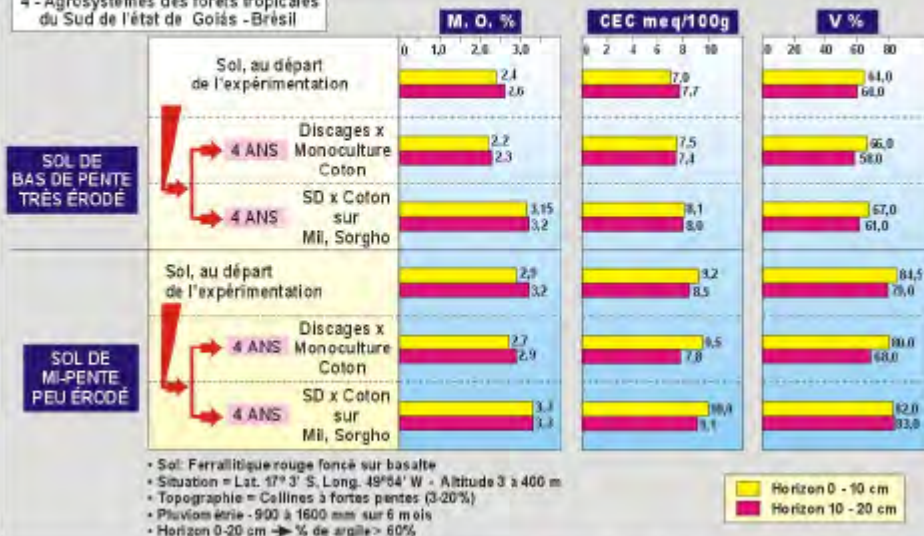 4 - Agrosystèmes des forêts tropicales
du Sud de l'état de Goiás - Brésil
M. O. %
CEC meq/100g
V %
0 1,0 2,0 3,0
0 2 4 6 8 10
0 20 40 60 80
SOL DE
BAS DE PENTE
TRÈS ÉRODÉ
Sol, au départ
de l'expérimentation
2,4
2,6
7,0
7,7
64,0
60,0
4 ANS
Discages x
Monoculture
Coton
2.2
2.3
7,5
7,4
66,0
58,0
4 ANS
SD x Coton
sur
Mil, Sorgho
3,15
3,2
8,1
8,0
67,0
61,0
SOL DE
MI-PENTE
PEU ÉRODÉ
Sol, au départ
de l'expérimentation
2,9
3,2
9,2
8,5
84,5
79,0
4 ANS
Discages x
Monoculture
Coton
2,7
2,9
9,5
7,8
80,0
68,0
4 ANS
SD x Coton
sur
Mil, Sorgho
3,3
3,3
9,1
82,0
83,0
• Sol: Ferrallitique rouge foncé sur basalte
• Situation = Lat. 17° 3' S, Long. 49°54' W - Altitude 3 à 400 m
• Topographie = Collines à fortes pentes (3-20%)
• Pluviométrie - 900 à 1600 mm sur 6 mois
• Horizon 0-20 cm → % de argile > 60%
Horizon 0 - 10 cm
Horizon 10 - 20 cm